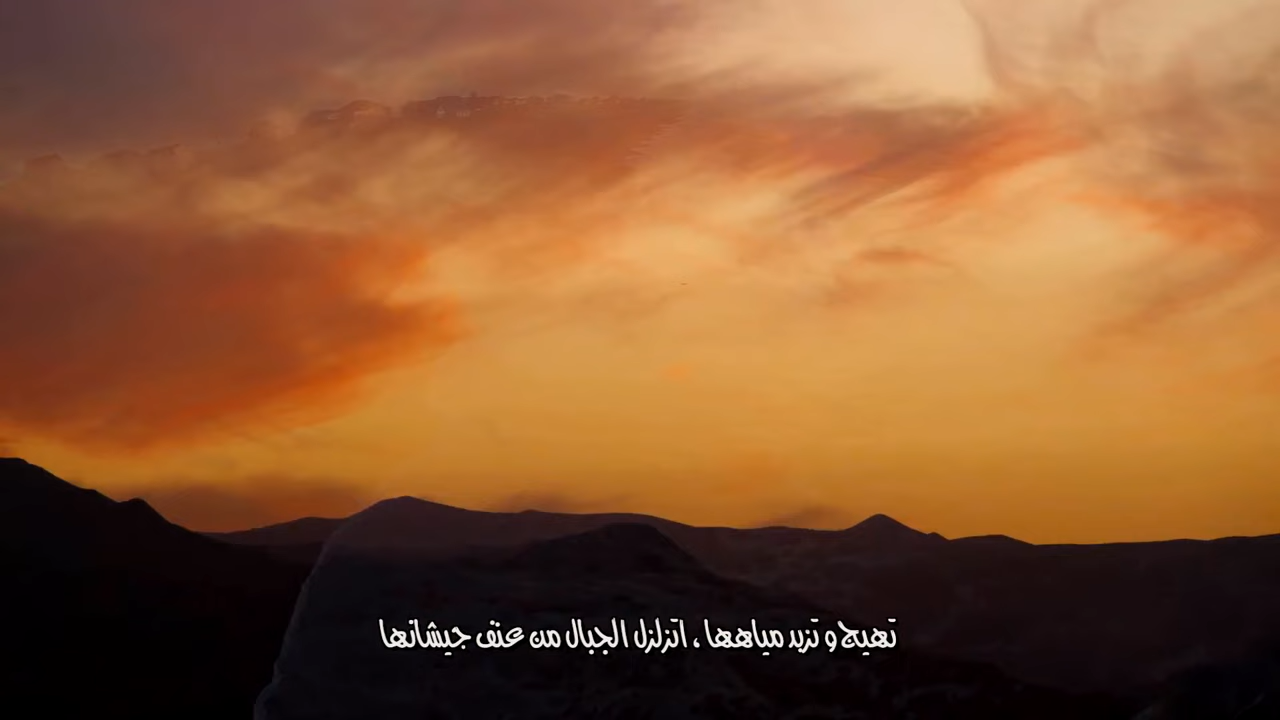 تهيج و تزبد مياهها ، اتزلزل الجبال من عنف جيشانها